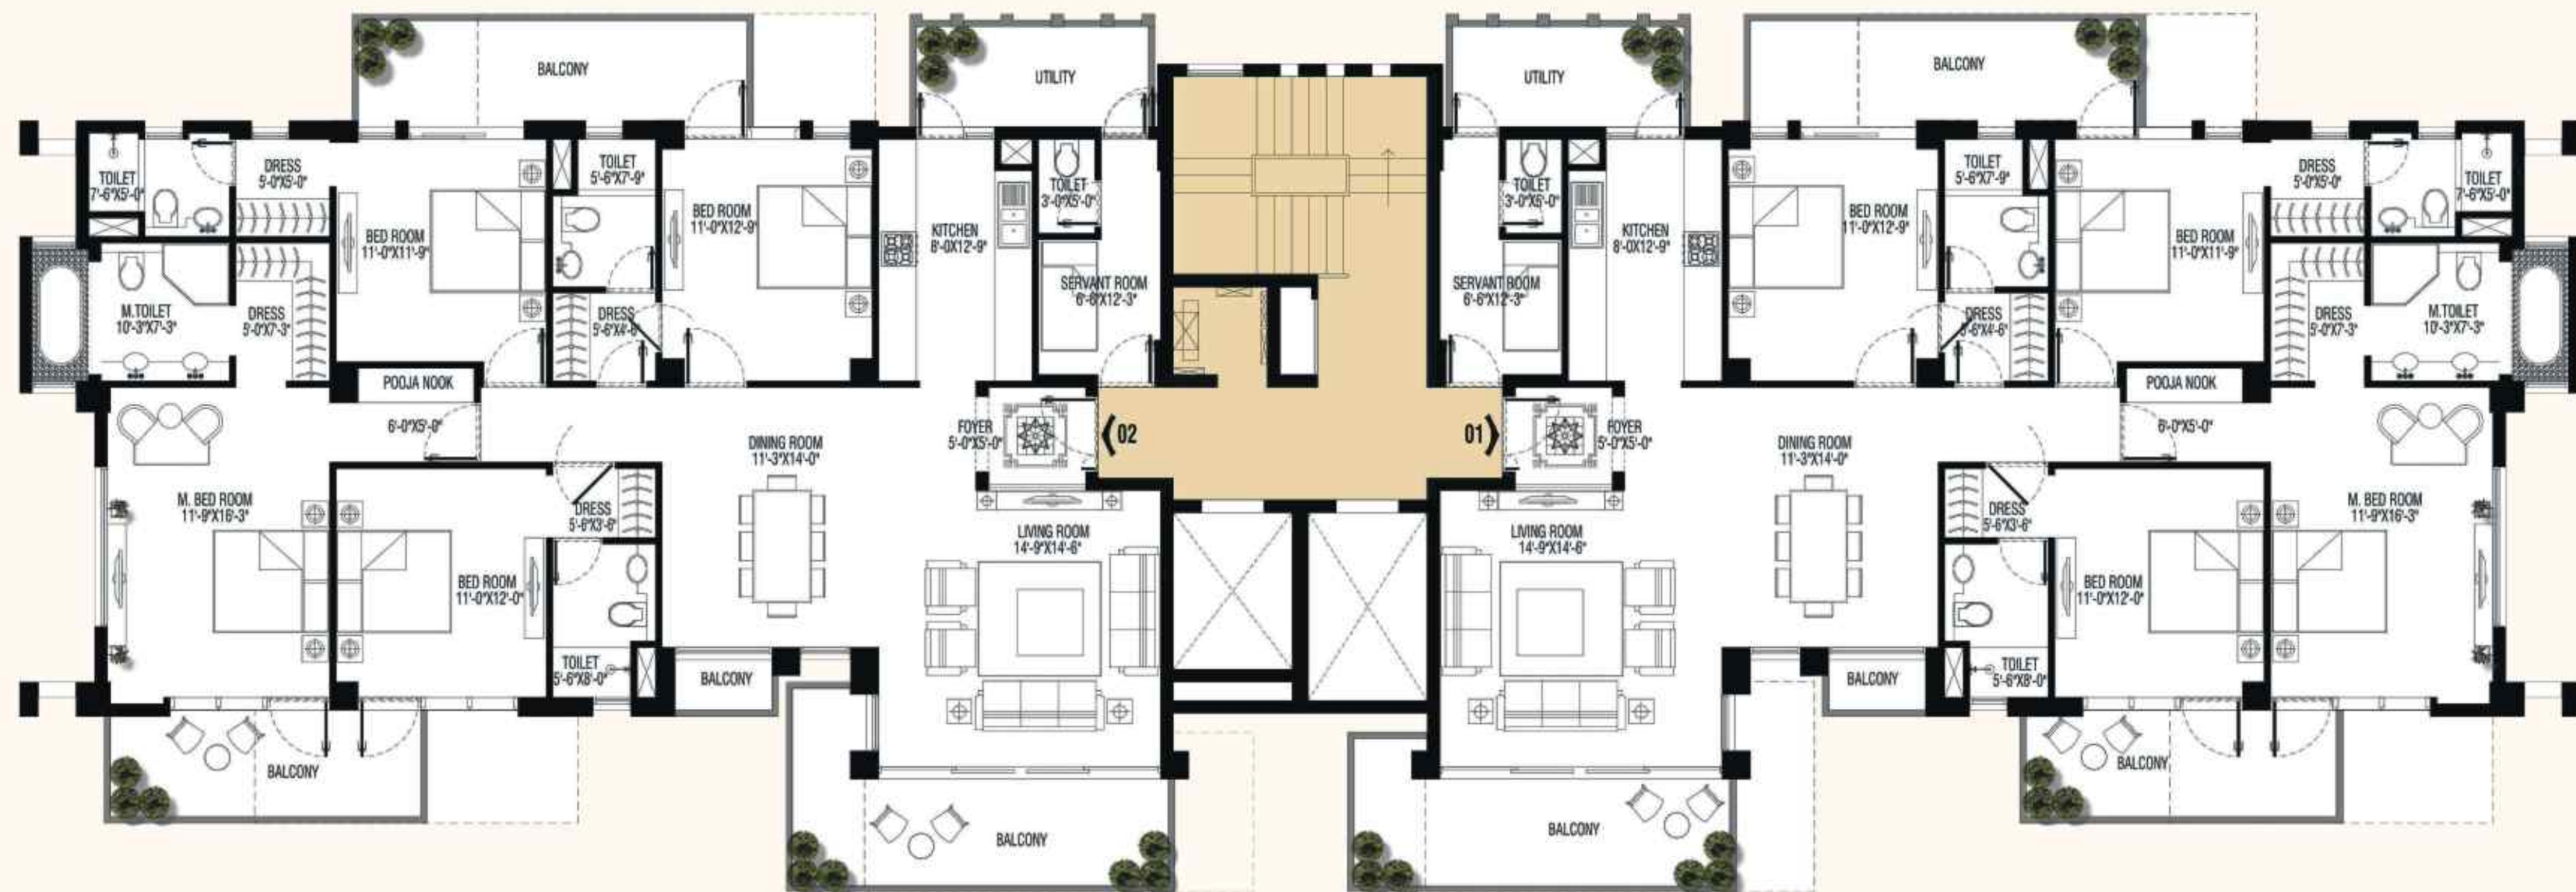 BALCONY
UTILITY
UTILITY
BALCONY
TOILET
7'-6"X5'-0"
DRESS
5'-0"X5'-0"
TOILET
5'-6"X7'-9"
BED ROOM
11'-0"X11'-9"
BED ROOM
11'-0"X12'-9"
KITCHEN
8'-0X12'-9"
TOILET
3'-0"X5'-0"
SERVANT ROOM
6'-6"X12'-3"
M.TOILET
10'-3"X7'-3"
DRESS
5'-0"X7'-3"
DRESS
5'-6"X4'-6"
POOJA NOOK
6'-0"X5'-0"
FOYER
5'-0"X5'-0"
02
DINING ROOM
11'-3"X14'-0"
M. BED ROOM
11'-9"X16'-3"
DRESS
5'-6"X3'-6"
BED ROOM
11'-0"X12'-0"
TOILET
5'-6"X8'-0"
LIVING ROOM
14'-9"X14'-6"
BALCONY
BALCONY
BALCONY
TOILET
3'-0"X5'-0"
SERVANT ROOM
6'-6"X12'-3"
KITCHEN
8'-0X12'-9"
BED ROOM
11'-0"X12'-9"
TOILET
5'-6"X7'-9"
BED ROOM
11'-0"X11'-9"
DRESS
5'-0"X5'-0"
TOILET
7'-6"X5'-0"
DRESS
5'-6"X4'-6"
DRESS
5'-0"X7'-3"
M.TOILET
10'-3"X7'-3"
POOJA NOOK
6'-0"X5'-0"
01
FOYER
5'-0"X5'-0"
DINING ROOM
11'-3"X14'-0"
LIVING ROOM
14'-9"X14'-6"
DRESS
5'-6"X3'-6"
M. BED ROOM
11'-9"X16'-3"
BED ROOM
11'-0"X12'-0"
TOILET
5'-6"X8'-0"
BALCONY
BALCONY
BALCONY